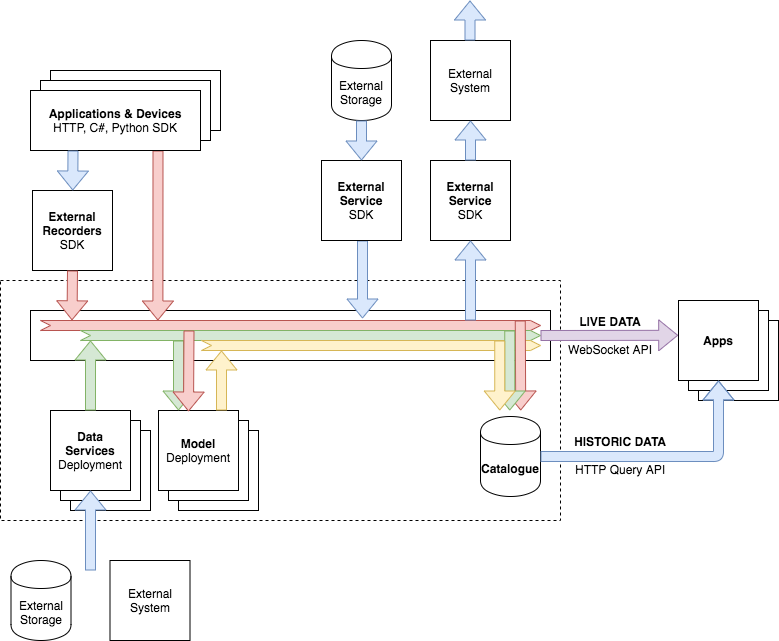 External
Storage
External
System
Applications & Devices
HTTP, C#, Python SDK
External
Recorders
SDK
External
Service
SDK
External
Service
SDK
LIVE DATA
WebSocket API
Apps
Data
Services
Deployment
Model
Deployment
Catalogue
HISTORIC DATA
HTTP Query API
External
Storage
External
System